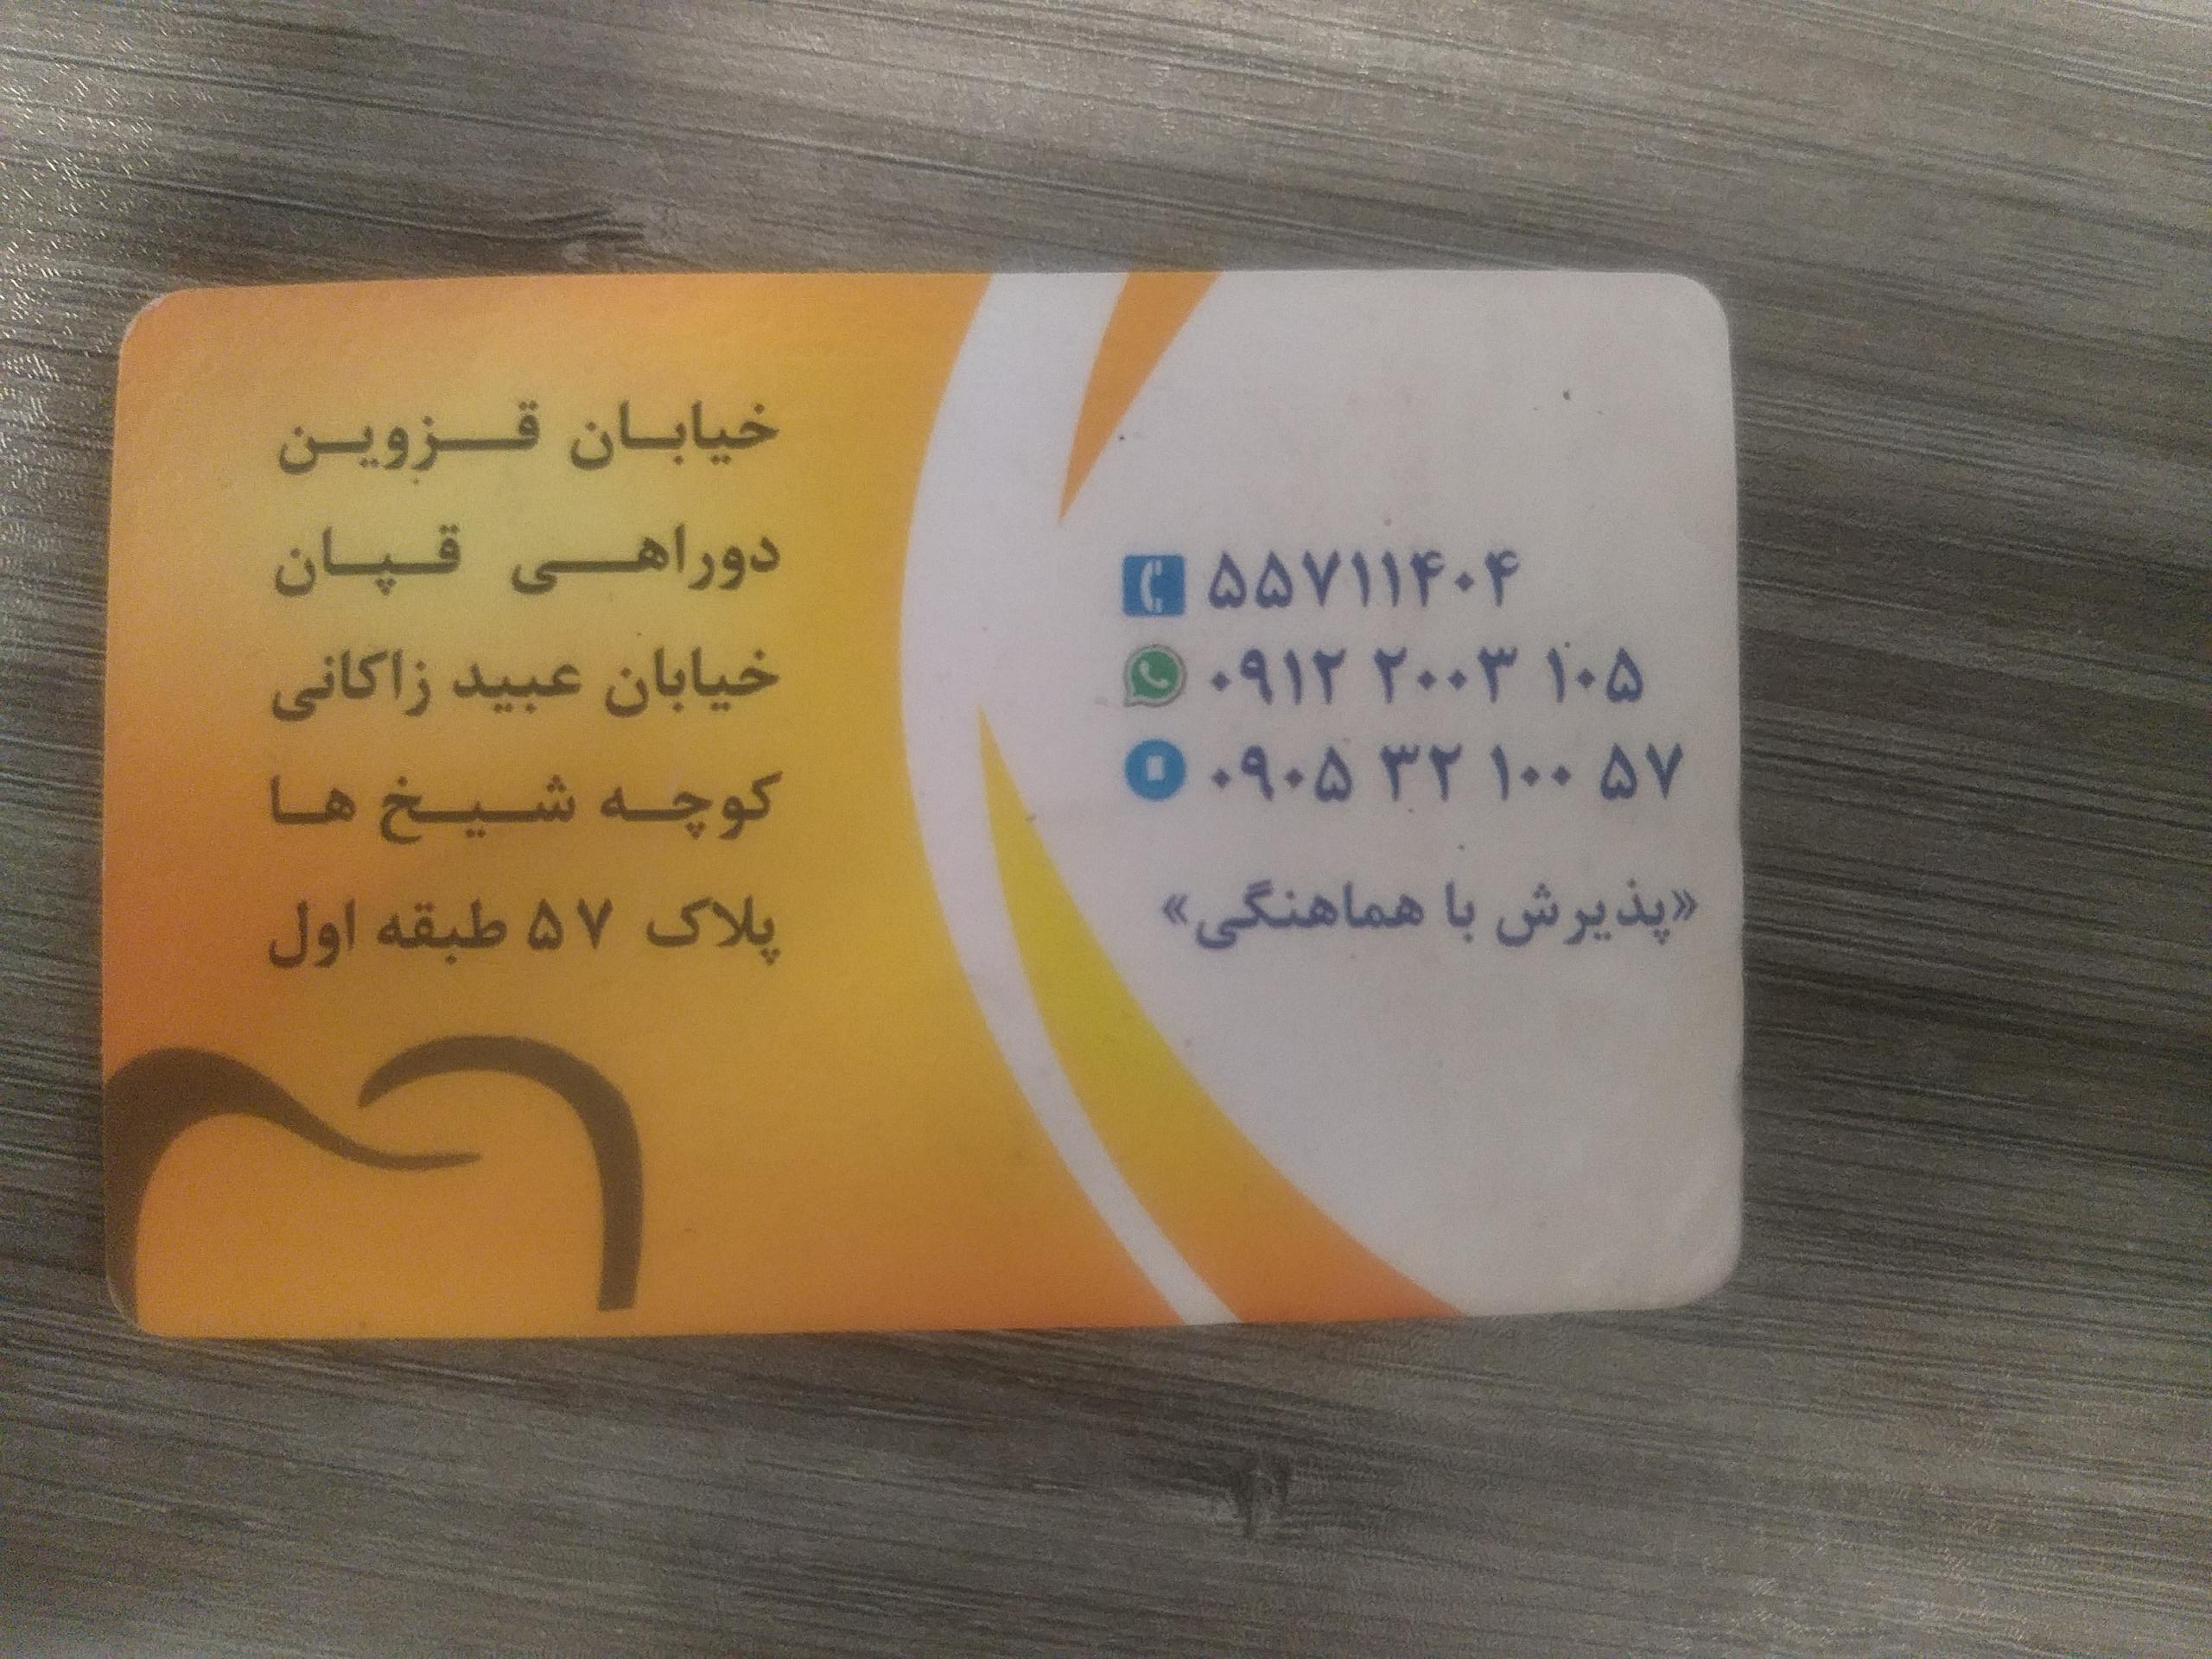 خیابان قزوین
دوراهی قپان
خیابان عبید زاکانی
کوچه شیخ ها
پلاک ۵۷ طبقه اول
۵۵۷۱۱۴۰۴
۰۹۱۲ ۲۰۰۳ ۱۰۵
۰۹۰۵ ۳۲ ۱۰۰ ۵۷
«پذیرش با هماهنگی»